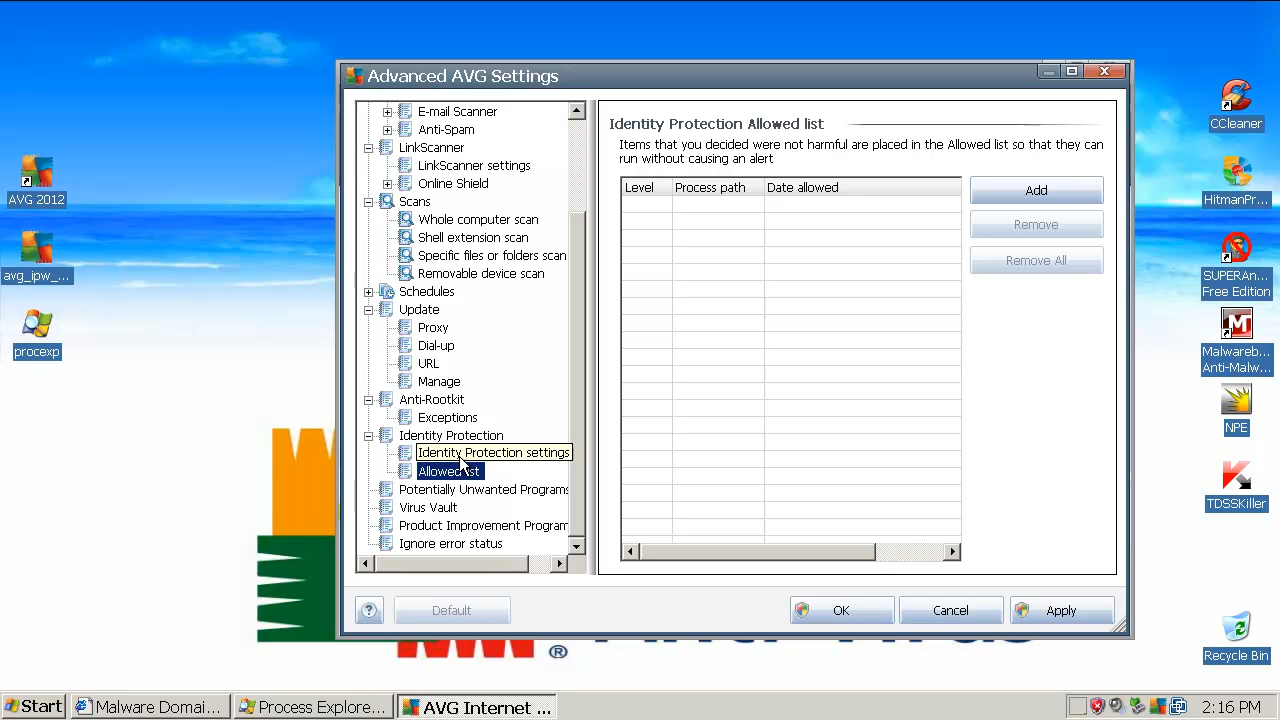 Advanced AVG Settings
E-mail Scanner
Anti-Spam
LinkScanner
LinkScanner settings
Online Shield
Scans
Whole computer scan
Shell extension scan
Specific files or folders scan
Removable device scan
Schedules
Update
Proxy
Dial-up
URL
Manage
Anti-Rootkit
Exceptions
Identity Protection
Identity Protection settings
Allowed list
Potentially Unwanted Programs
Virus Vault
Product Improvement Program
Ignore error status
Identity Protection Allowed list
Items that you decided were not harmful are placed in the Allowed list so that they can
run without causing an alert
Level Process path Date allowed
Add
Remove
Remove All
Default
OK
Cancel
Apply
AVG 2012
avg_ipw_...
procexp
CCleaner
HitmanPr...
SUPERAn...
Free Edition
Malwareb...
Anti-Malw...
NPE
TDSSKiller
Recycle Bin
®
Start
Malware Domai...
Process Explore...
AVG Internet ...
2:16 PM